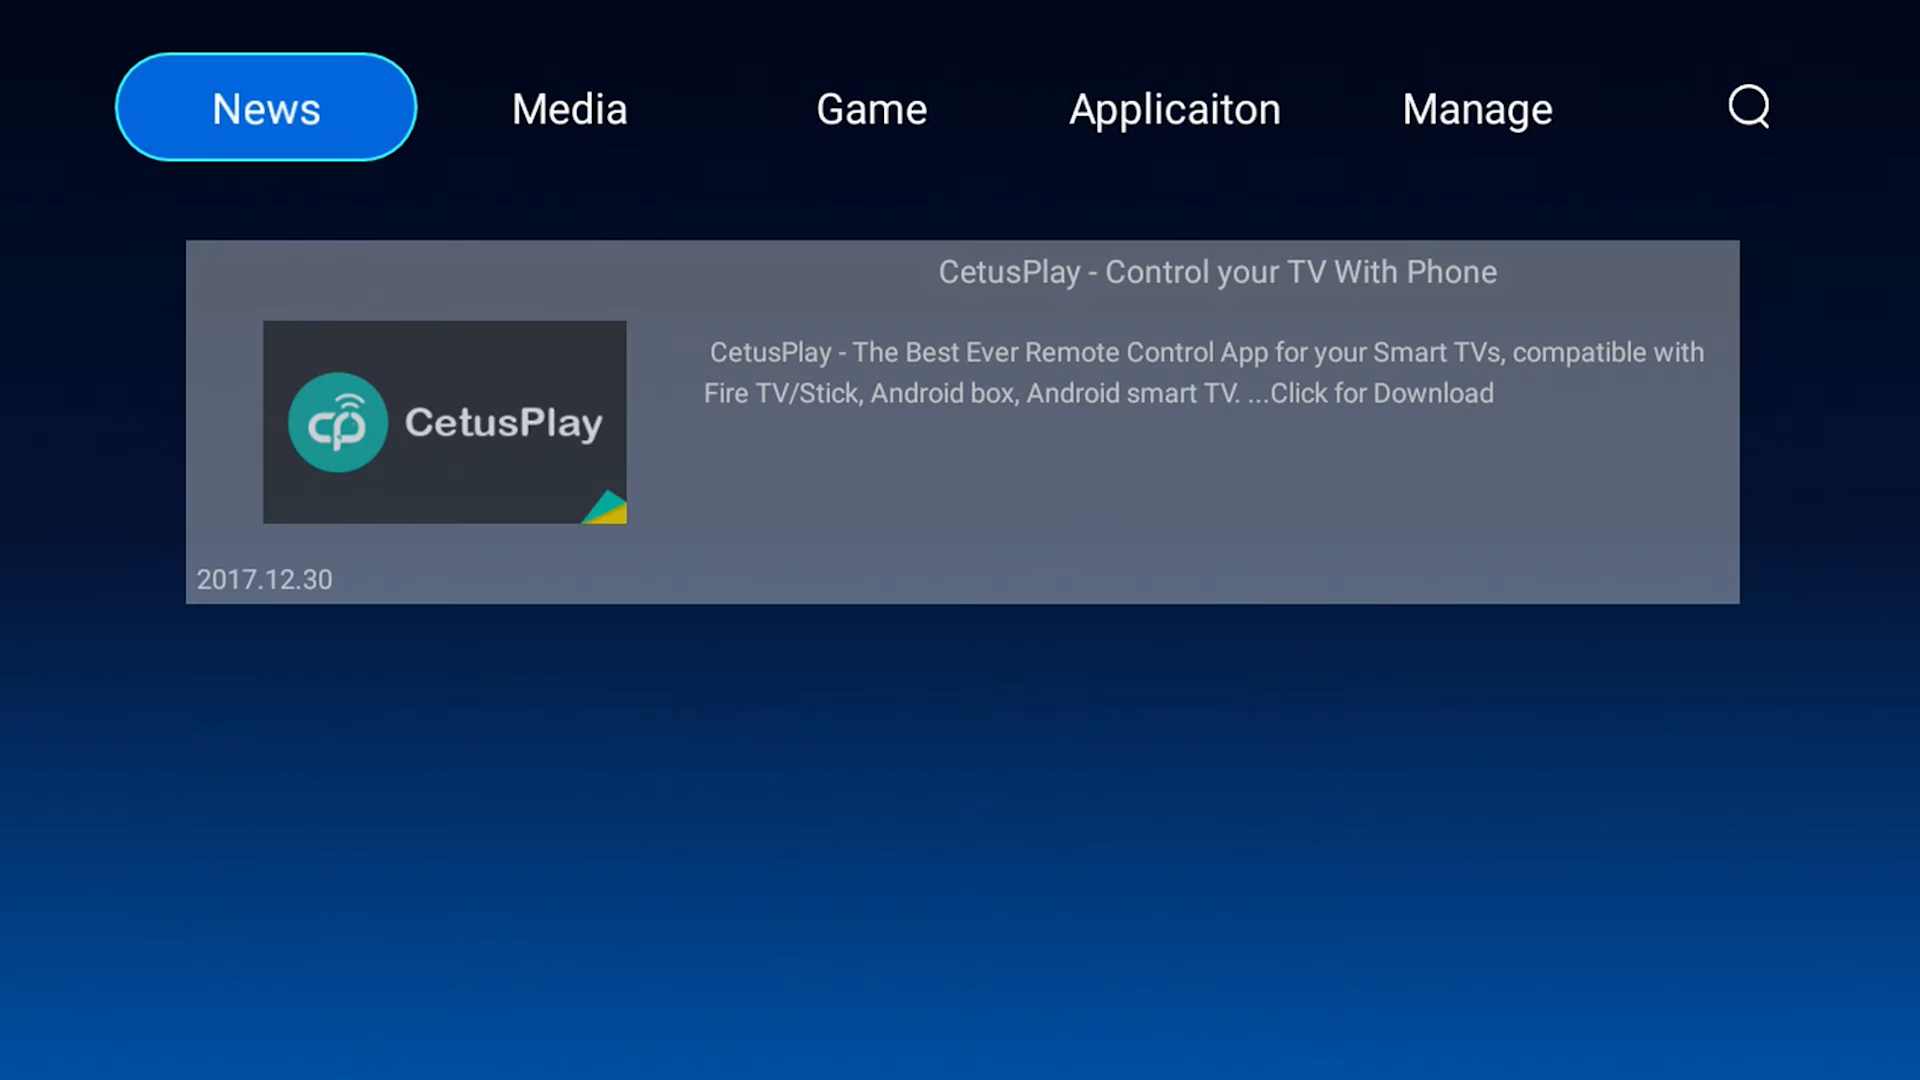 News Media Game Applicaiton Manage
CetusPlay - Control your TV With Phone
CetusPlay - The Best Ever Remote Control App for your Smart TVs, compatible with
Fire TV/Stick, Android box, Android smart TV. ...Click for Download
cp CetusPlay
2017.12.30